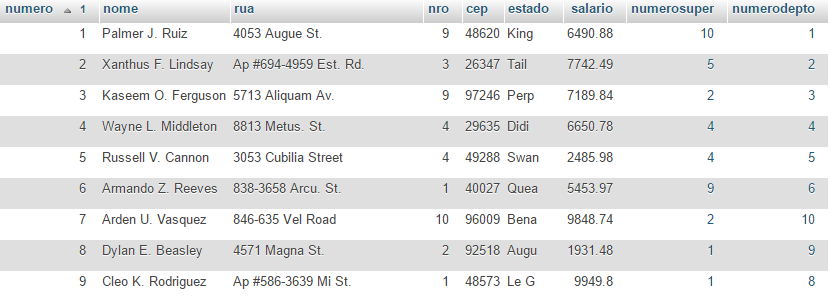 numero 1 nome rua nro cep estado salario numerosuper numerodepto
1 Palmer J. Ruiz 4053 Augue St. 9 48620 King 6490.88 10 1
2 Xanthus F. Lindsay Ap #694-4959 Est. Rd. 3 26347 Tail 7742.49 5 2
3 Kaseem O. Ferguson 5713 Aliquam Av. 9 97246 Perp 7189.84 2 3
4 Wayne L. Middleton 8813 Metus. St. 4 29635 Didi 6650.78 4 4
5 Russell V. Cannon 3053 Cubilia Street 4 49288 Swan 2485.98 4 5
6 Armando Z. Reeves 838-3658 Arcu. St. 1 40027 Quea 5453.97 9 6
7 Arden U. Vasquez 846-635 Vel Road 10 96009 Bena 9848.74 2 10
8 Dylan E. Beasley 4571 Magna St. 2 92518 Augu 1931.48 1 9
9 Cleo K. Rodriguez Ap #586-3639 Mi St. 1 48573 Le G 9949.8 1 8